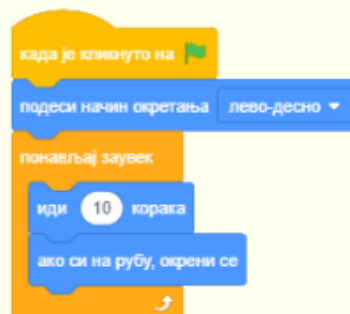 када је кликнуто на
подеси начин окретања лево-десно
понављај заувек
иди 10 корака
ако си на рубу, окрени се